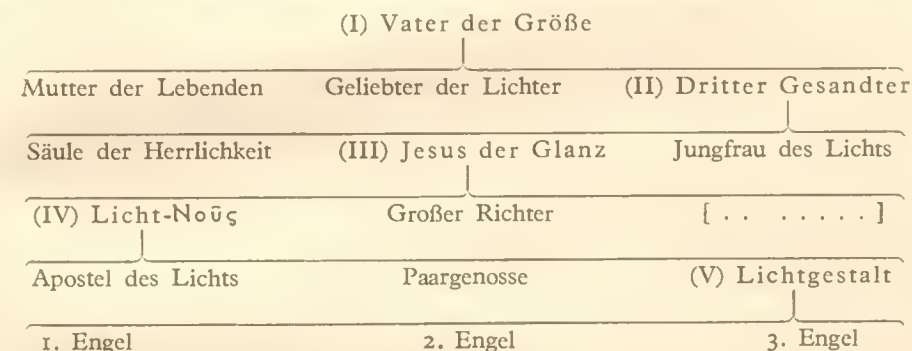 (I) Vater der Größe
Mutter der Lebenden Geliebter der Lichter (II) Dritter Gesandter
Säule der Herrlichkeit (III) Jesus der Glanz Jungfrau des Lichts
(IV) Licht-Νοῦς Großer Richter [ . . . . . . . . ]
Apostel des Lichts Paargenosse (V) Lichtgestalt
1. Engel 2. Engel 3. Engel